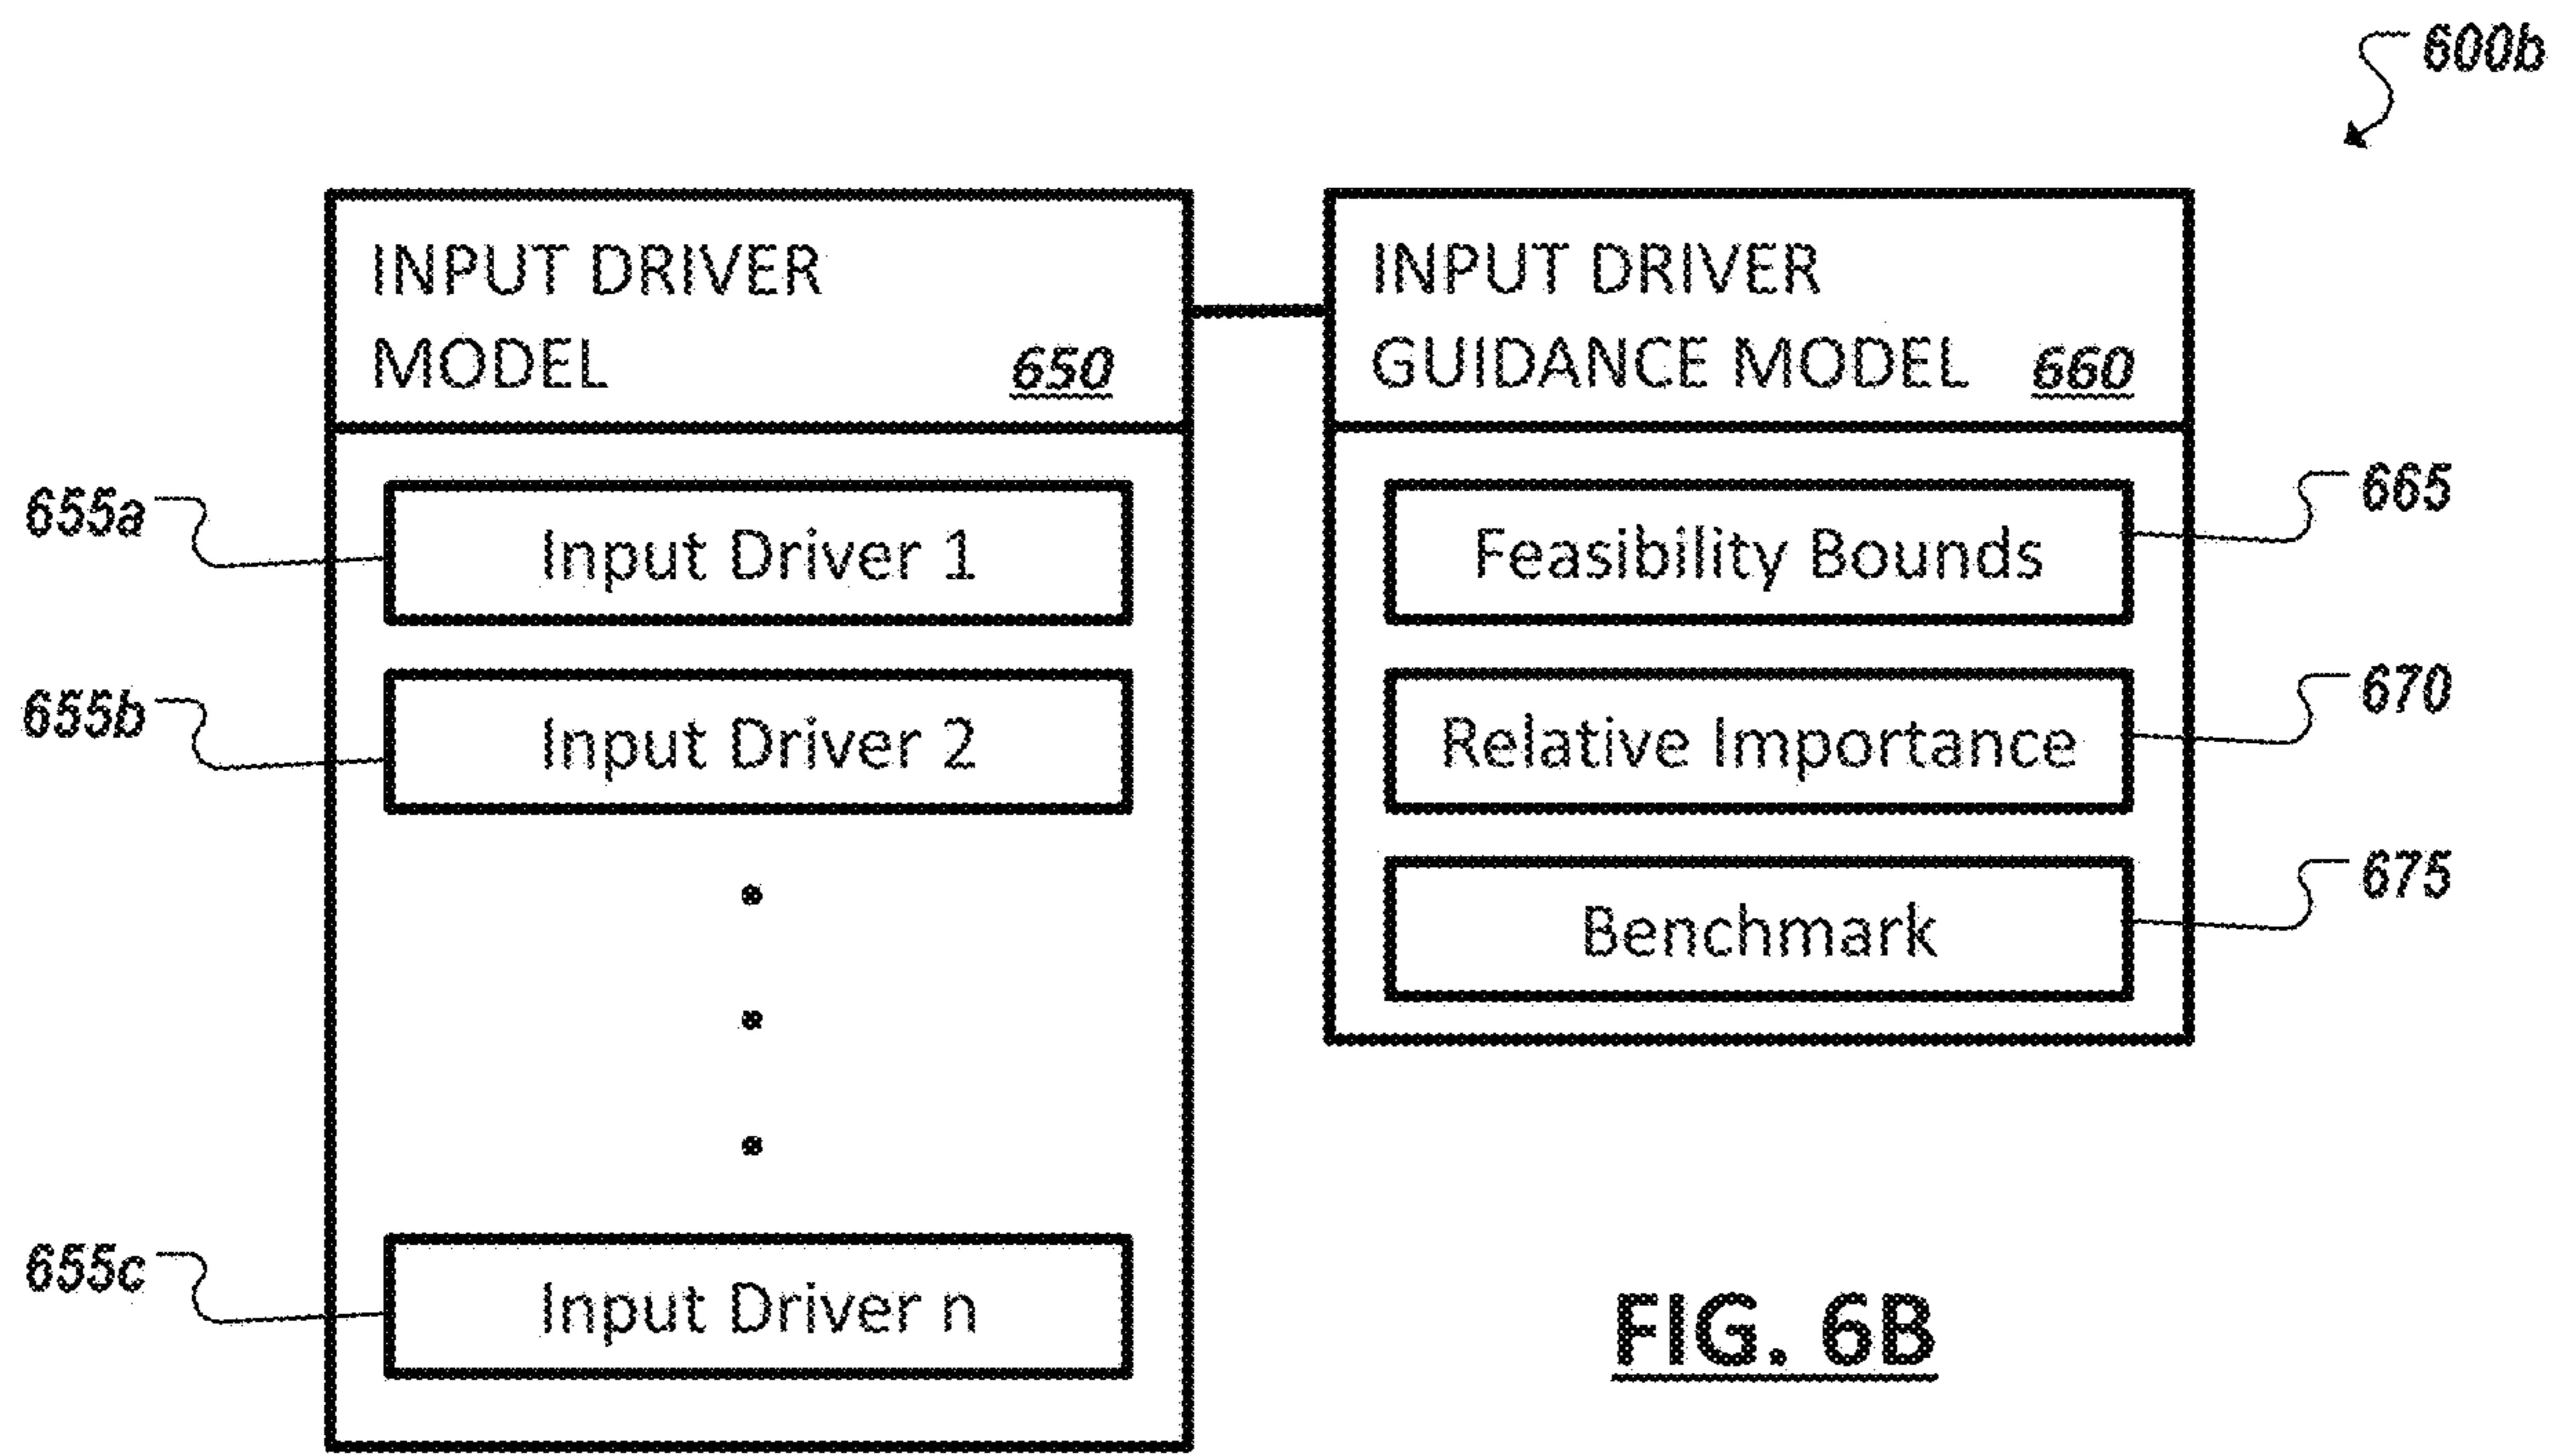 600b
INPUT DRIVER
MODEL 650
INPUT DRIVER
GUIDANCE MODEL 660
655a
Input Driver 1
655b
Input Driver 2
655c
Input Driver n
Feasibility Bounds
665
Relative Importance
670
Benchmark
675
FIG. 6B